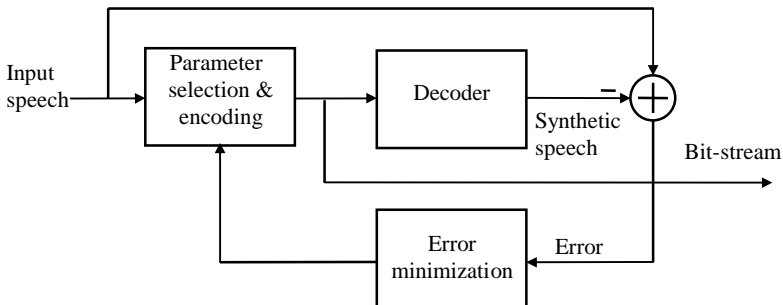 Input
speech
Parameter
selection &
encoding
Decoder
–
+
Synthetic
speech
Bit-stream
Error
minimization
Error